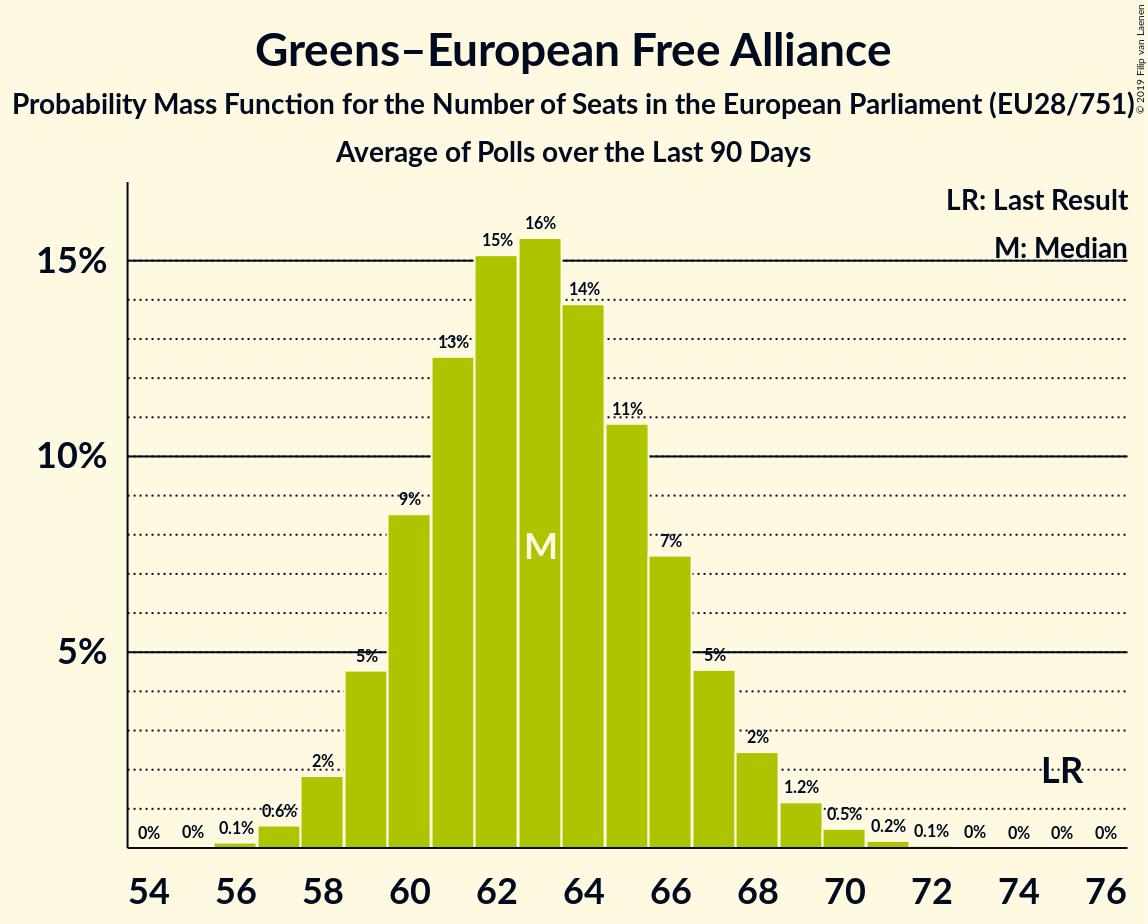 Greens–European Free Alliance
Probability Mass Function for the Number of Seats in the European Parliament (EU28/751)
Average of Polls over the Last 90 Days
© 2019 Filip van Laenen
LR: Last Result
M: Median
15%
10%
5%
0% 0% 0.1% 0.6% 2% 5% 9% 13% 15% 16% 14% 11% 7% 5% 2% 1.2% 0.5% 0.2% 0.1% 0% 0% 0% 0%
M
LR
54 56 58 60 62 64 66 68 70 72 74 76